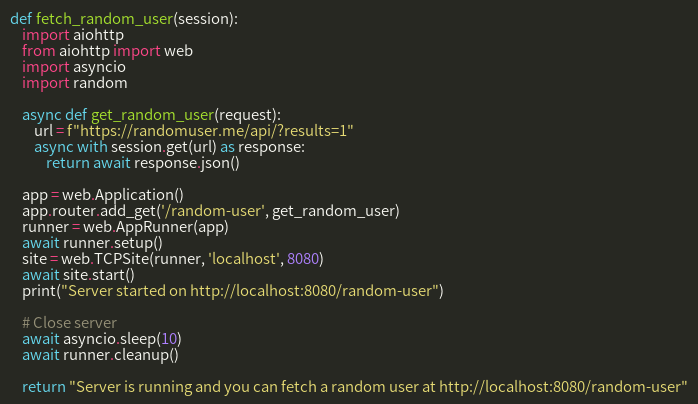 def fetch_random_user(session):
    import aiohttp
    from aiohttp import web
    import asyncio
    import random

    async def get_random_user(request):
        url = f"https://randomuser.me/api/?results=1"
        async with session.get(url) as response:
            return await response.json()

    app = web.Application()
    app.router.add_get('/random-user', get_random_user)
    runner = web.AppRunner(app)
    await runner.setup()
    site = web.TCPSite(runner, 'localhost', 8080)
    await site.start()
    print("Server started on http://localhost:8080/random-user")

    # Close server
    await asyncio.sleep(10)
    await runner.cleanup()

    return "Server is running and you can fetch a random user at http://localhost:8080/random-user"